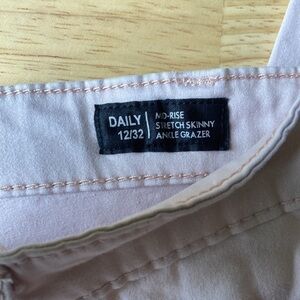 DAILY
12/32
MID-RISE
STRETCH SKINNY
ANKLE GRAZER